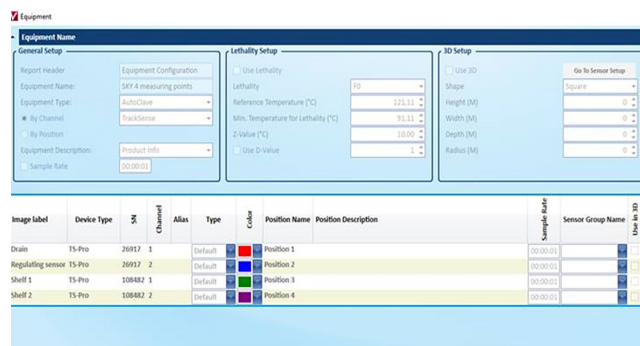 Equipment
Equipment Name
General Setup
Report Header Equipment Configuration
Equipment Name: SKY 4 measuring points
Equipment Type: AutoClave
By Channel TrackSense
By Position
Equipment Description: Product Info
Sample Rate 00:00:01
Lethality Setup
Use Lethality
Lethality F0
Reference Temperature (°C) 121,11
Min. Temperature for Lethality (°C) 91,11
Z-Value (°C) 10,00
Use D-Value 1
3D Setup
Use 3D Go To Sensor Setup
Shape Square
Height (M) 0
Width (M) 0
Depth (M) 0
Radius (M) 0
Image label Device Type SN Channel Alias Type Color Position Name Position Description Sample Rate Sensor Group Name Use in 3D
Drain TS-Pro 26917 1 Default Position 1 00:00:01
Regulating sensor TS-Pro 26917 2 Default Position 2 00:00:01
Shelf 1 TS-Pro 108482 1 Default Position 3 00:00:01
Shelf 2 TS-Pro 108482 2 Default Position 4 00:00:01